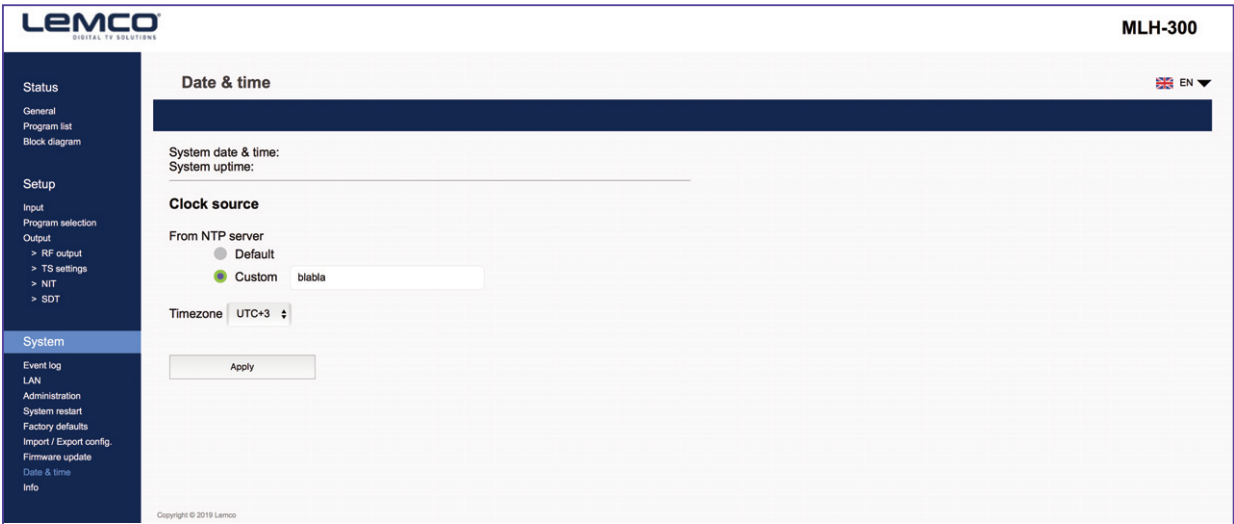 Lemco
DIGITAL TV SOLUTIONS
MLH-300
Status
General
Program list
Block diagram
Setup
Input
Program selection
Output
> RF output
> TS settings
> NIT
> SDT
System
Event log
LAN
Administration
System restart
Factory defaults
Import / Export config.
Firmware update
Date & time
Info
Date & time
EN
System date & time:
System uptime:
Clock source
From NTP server
Default
Custom blabla
Timezone UTC+3
Apply
Copyright © 2019 Lemco